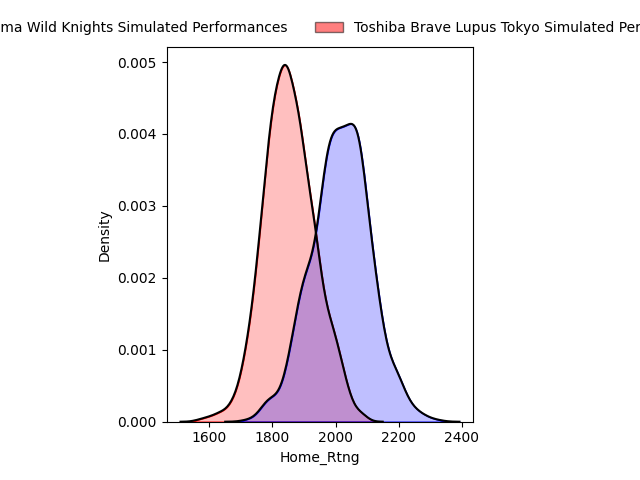 ma Wild Knights Simulated Performances Toshiba Brave Lupus Tokyo Simulated Per
0.005
0.004
0.003
0.002
0.001
0.000
Density
1600 1800 2000 2200 2400
Home_Rtng